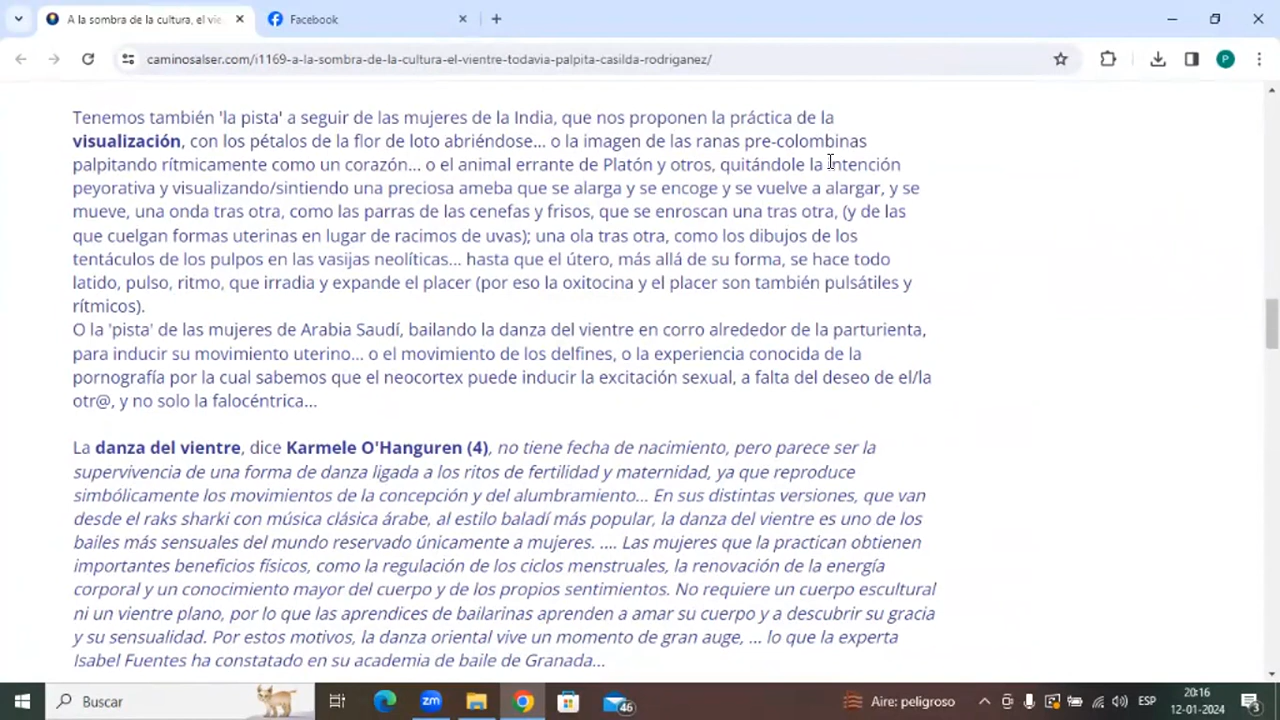 A la sombra de la cultura, el vie
Facebook
caminosalser.com/i1169-a-la-sombra-de-la-cultura-el-vientre-todavia-palpita-casilda-rodriganez/
P
Tenemos también 'la pista' a seguir de las mujeres de la India, que nos proponen la práctica de la
visualización, con los pétalos de la flor de loto abriéndose... o la imagen de las ranas pre-colombinas
palpitando rítmicamente como un corazón... o el animal errante de Platón y otros, quitándole la intención
peyorativa y visualizando/sintiendo una preciosa ameba que se alarga y se encoge y se vuelve a alargar, y se
mueve, una onda tras otra, como las parras de las cenefas y frisos, que se enroscan una tras otra, (y de las
que cuelgan formas uterinas en lugar de racimos de uvas); una ola tras otra, como los dibujos de los
tentáculos de los pulpos en las vasijas neolíticas... hasta que el útero, más allá de su forma, se hace todo
latido, pulso, ritmo, que irradia y expande el placer (por eso la oxitocina y el placer son también pulsátiles y
rítmicos).
O la 'pista' de las mujeres de Arabia Saudí, bailando la danza del vientre en corro alrededor de la parturienta,
para inducir su movimiento uterino... o el movimiento de los delfines, o la experiencia conocida de la
pornografía por la cual sabemos que el neocortex puede inducir la excitación sexual, a falta del deseo de el/la
otr@, y no solo la falocéntrica...
La danza del vientre, dice Karmele O'Hanguren (4), no tiene fecha de nacimiento, pero parece ser la
supervivencia de una forma de danza ligada a los ritos de fertilidad y maternidad, ya que reproduce
simbólicamente los movimientos de la concepción y del alumbramiento... En sus distintas versiones, que van
desde el raks sharki con música clásica árabe, al estilo baladí más popular, la danza del vientre es uno de los
bailes más sensuales del mundo reservado únicamente a mujeres. .... Las mujeres que la practican obtienen
importantes beneficios físicos, como la regulación de los ciclos menstruales, la renovación de la energía
corporal y un conocimiento mayor del cuerpo y de los propios sentimientos. No requiere un cuerpo escultural
ni un vientre plano, por lo que las aprendices de bailarinas aprenden a amar su cuerpo y a descubrir su gracia
y su sensualidad. Por estos motivos, la danza oriental vive un momento de gran auge, ... lo que la experta
Isabel Fuentes ha constatado en su academia de baile de Granada...
Buscar
zm
46
Aire: peligroso
ESP
20:16
12-01-2024
3